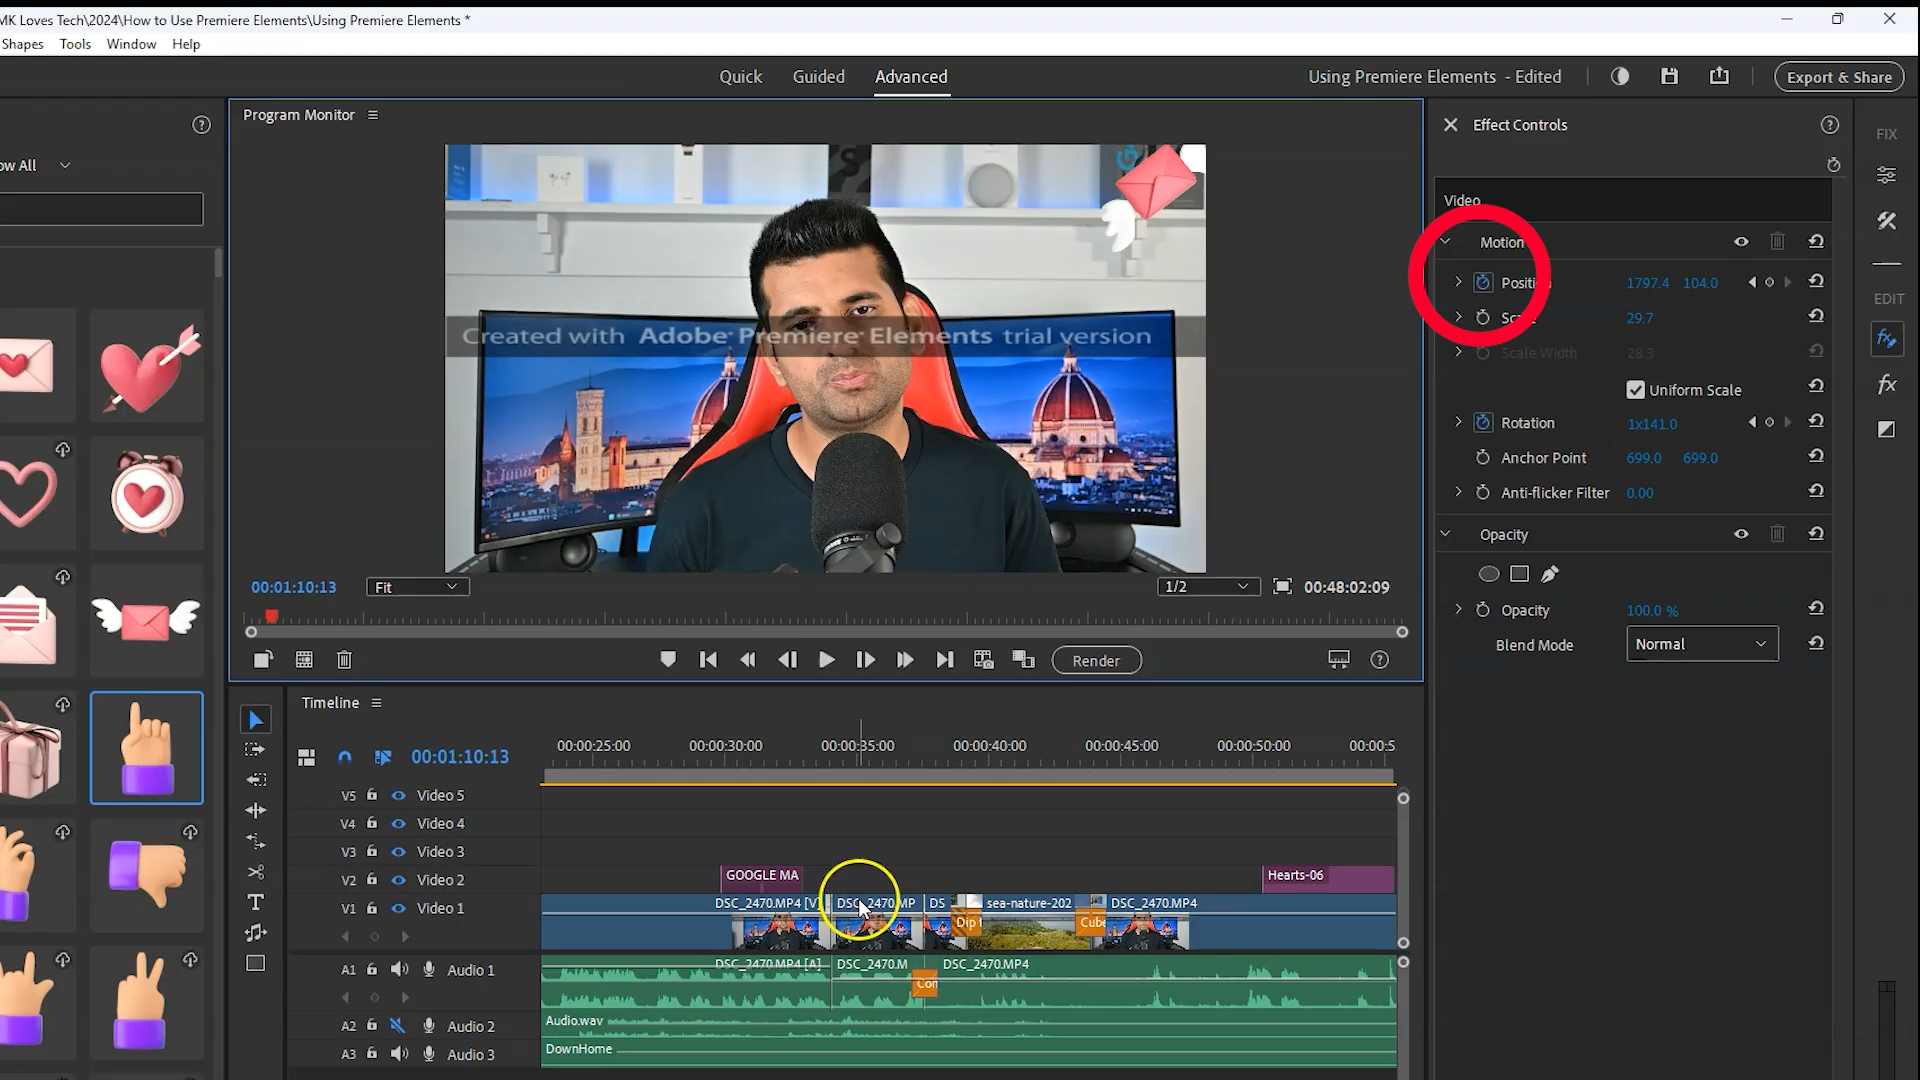 MK Loves Tech\2024\How to Use Premiere Elements\Using Premiere Elements *
Shapes Tools Window Help
Quick Guided Advanced
Using Premiere Elements - Edited
Export & Share
ow All
Program Monitor
Created with Adobe Premiere Elements trial version
00:01:10:13
Fit
1/2
00:48:02:09
Render
Effect Controls
Video
Motion
Position 1797.4 104.0
Scale 29.7
Scale Width 28.3
Uniform Scale
Rotation 1x141.0
Anchor Point 699.0 699.0
Anti-flicker Filter 0.00
Opacity
Opacity 100.0 %
Blend Mode Normal
FIX
EDIT
fx
fx
Timeline
00:01:10:13
00:00:25:00 00:00:30:00 00:00:35:00 00:00:40:00 00:00:45:00 00:00:50:00 00:00:5
V5 Video 5
V4 Video 4
V3 Video 3
V2 Video 2 GOOGLE MA Hearts-06
V1 Video 1 DSC_2470.MP4 [V] DSC_2470.MP DS sea-nature-202 DSC_2470.MP4
Dip t Cube
A1 Audio 1 DSC_2470.MP4 [A] DSC_2470.M DSC_2470.MP4
Con
A2 Audio 2 Audio.wav
A3 Audio 3 DownHome